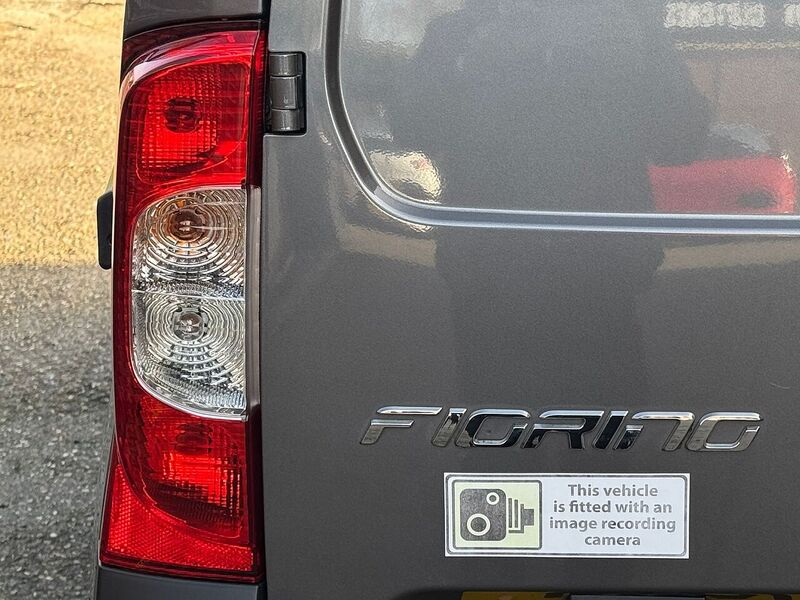 FIORINO
This vehicle
is fitted with an
image recording
camera